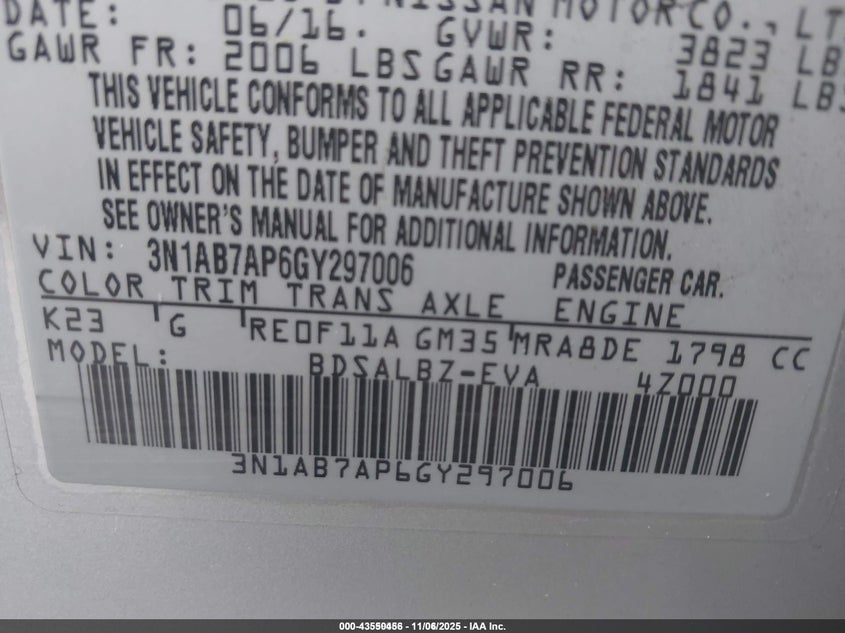 DATE: 06/16. GVWR: 3823
GAWR FR: 2006 LBS GAWR RR: 1841
NISSAN MOTOR CO.,
THIS VEHICLE CONFORMS TO ALL APPLICABLE FEDERAL MOTOR
VEHICLE SAFETY, BUMPER AND THEFT PREVENTION STANDARDS
IN EFFECT ON THE DATE OF MANUFACTURE SHOWN ABOVE.
SEE OWNER'S MANUAL FOR ADDITIONAL INFORMATION.
VIN: 3N1AB7AP6GY297006 PASSENGER CAR.
COLOR TRIM TRANS AXLE ENGINE
K23 G RE0F11A GM35 MRA8DE 1798 CC
MODEL: BDSALBZ-EVA 4Z000
3N1AB7AP6GY297006
000-43550456 - 11/06/2025 - IAA Inc.